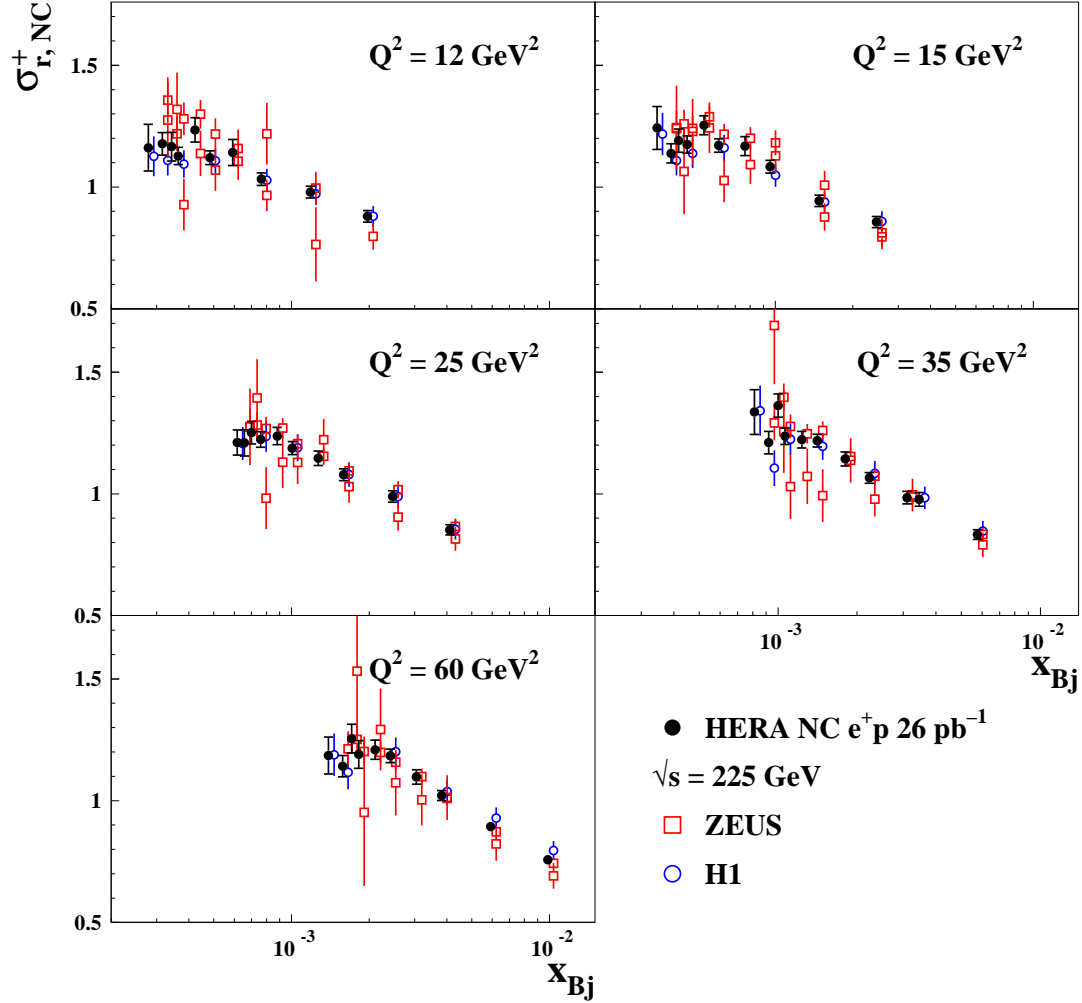 σ⁺r, NC
Q² = 12 GeV²
Q² = 15 GeV²
1.5
1
0.5
Q² = 25 GeV²
Q² = 35 GeV²
1.5
1
0.5
10⁻³
10⁻²
xBj
Q² = 60 GeV²
1.5
1
0.5
10⁻³
10⁻²
xBj
HERA NC e⁺p 26 pb⁻¹
√s = 225 GeV
ZEUS
H1